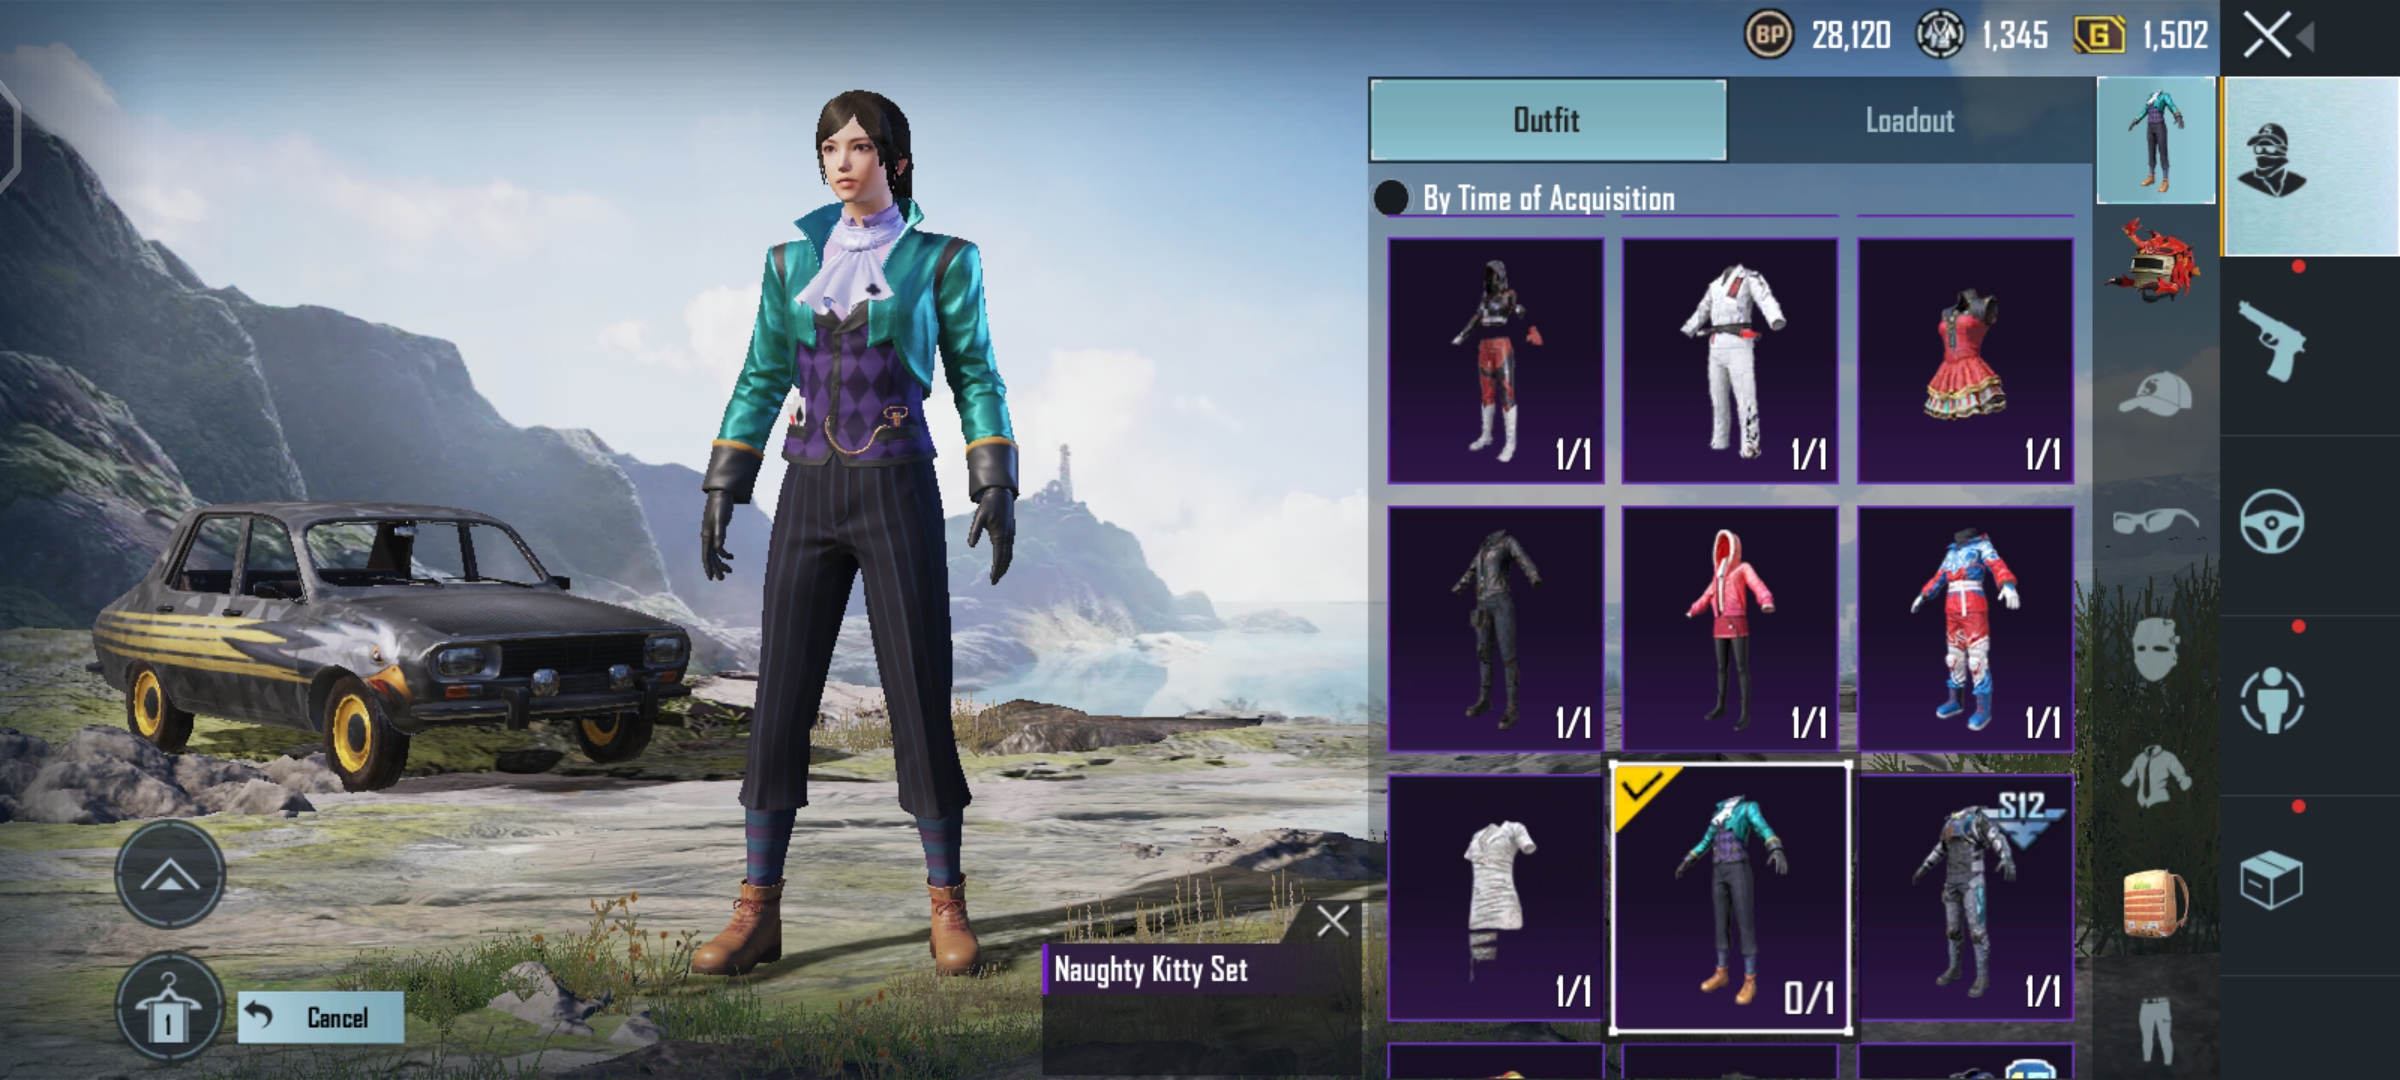 BP 28,120 1,345 G 1,502
Outfit
Loadout
By Time of Acquisition
1/1
1/1
1/1
1/1
1/1
1/1
1/1
0/1
S12
1/1
Naughty Kitty Set
1
Cancel